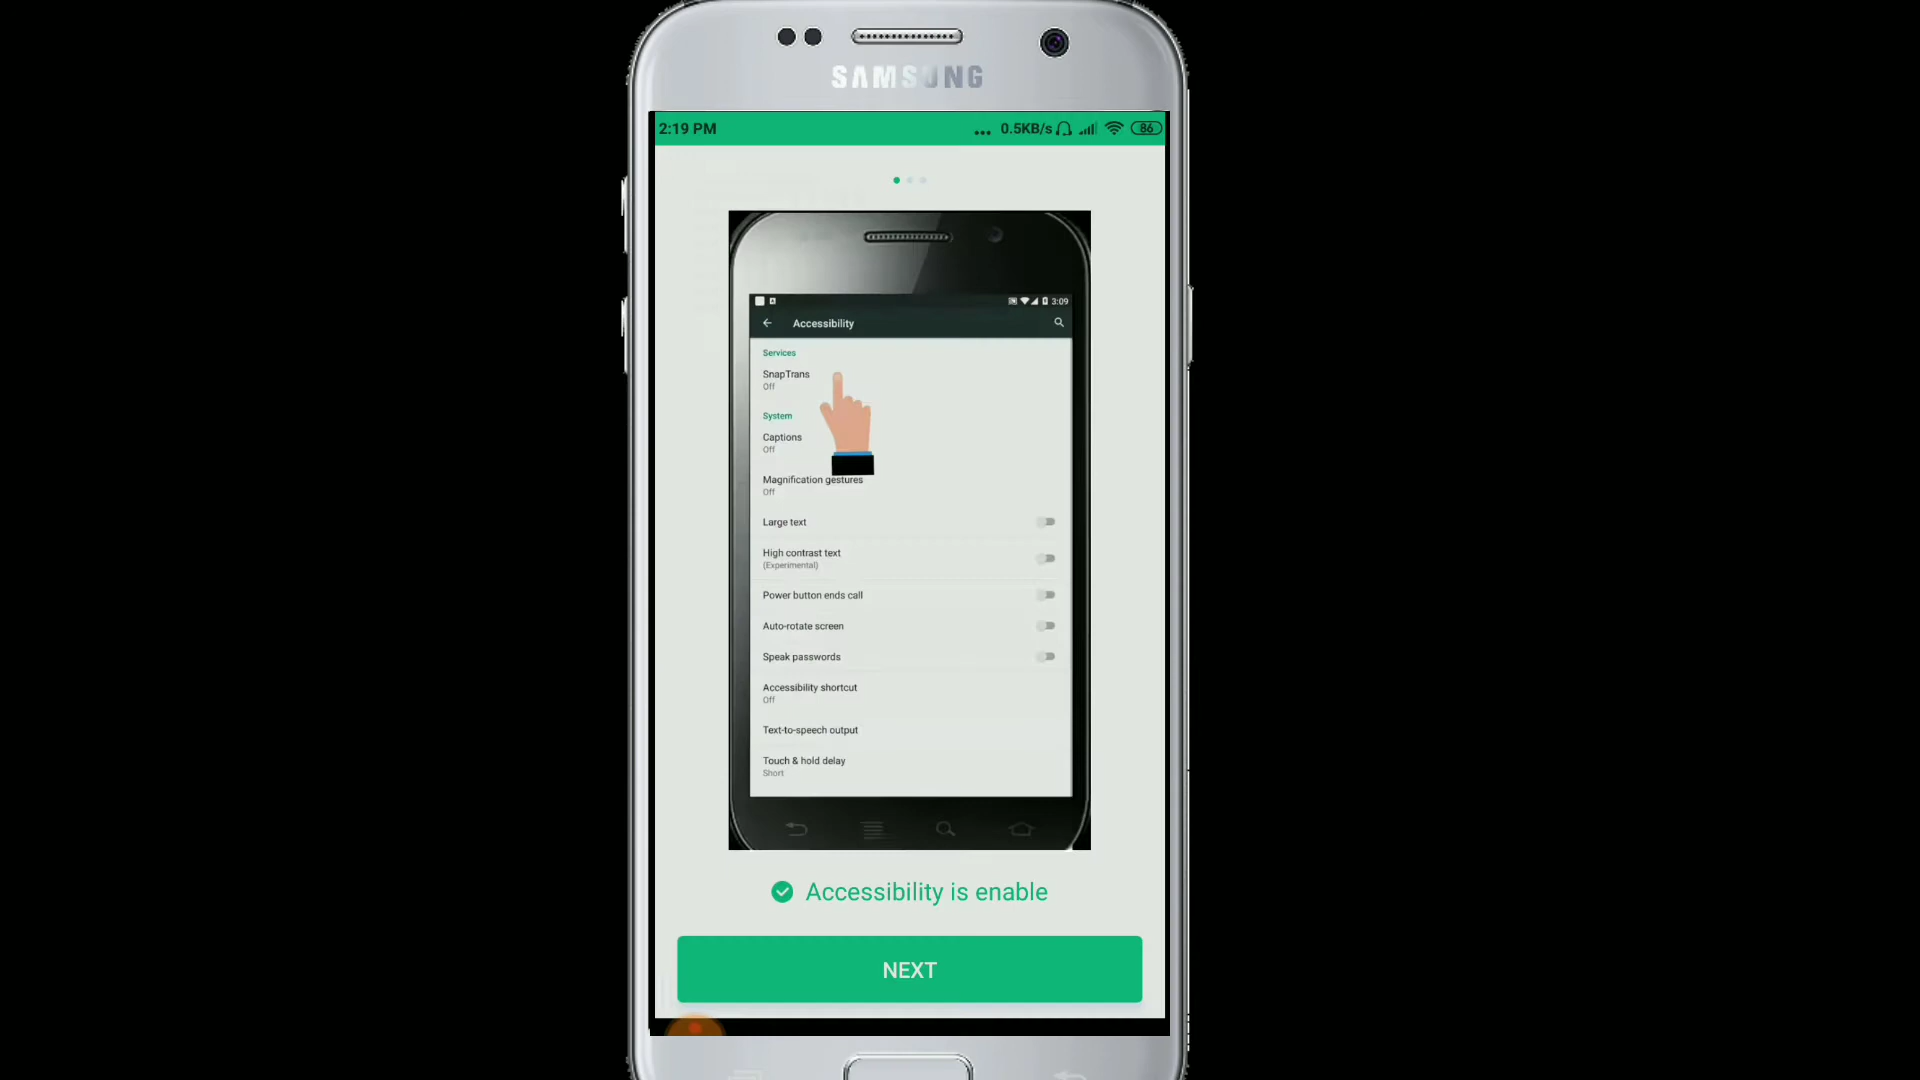 SAMSUNG
2:19 PM ... 0.5KB/s 86
3:09
Accessibility
Services
SnapTrans
Off
System
Captions
Off
Magnification gestures
Off
Large text
High contrast text
(Experimental)
Power button ends call
Auto-rotate screen
Speak passwords
Accessibility shortcut
Off
Text-to-speech output
Touch & hold delay
Short
Accessibility is enable
NEXT